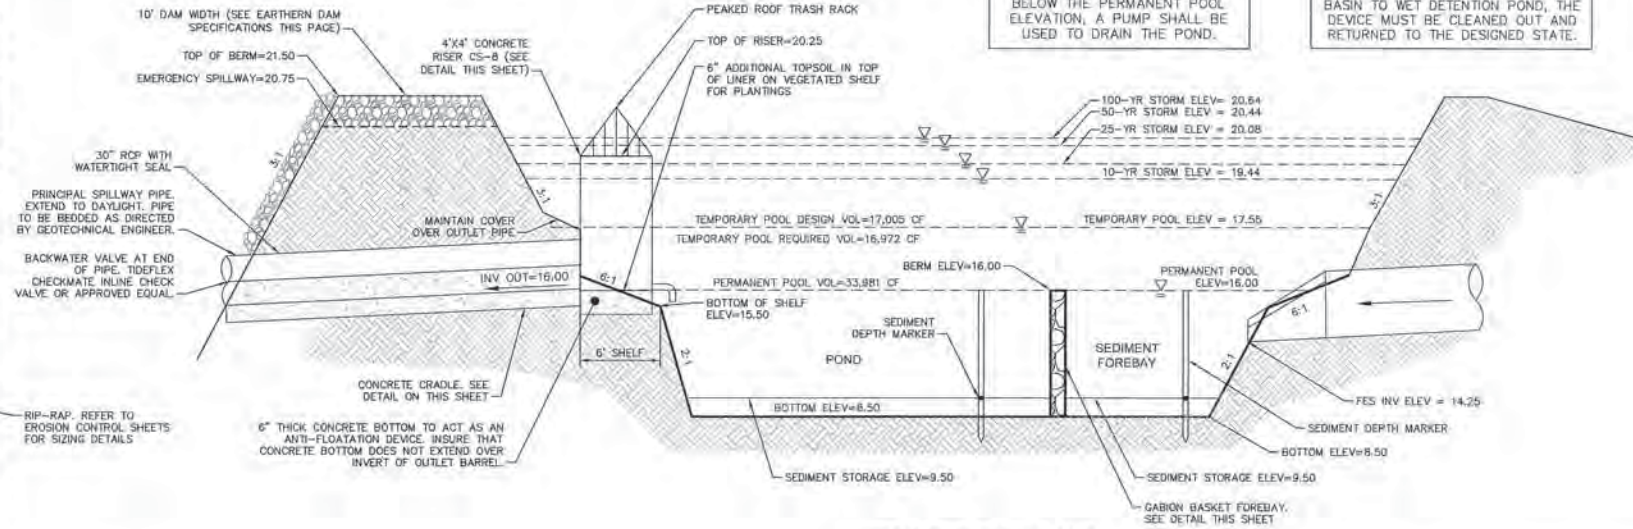 10' DAM WIDTH (SEE EARTHERN DAM
SPECIFICATIONS THIS PAGE)
TOP OF BERM=21.50
EMERGENCY SPILLWAY=20.75
4'X4' CONCRETE
RISER CS-8 (SEE
DETAIL THIS SHEET)
PEAKED ROOF TRASH RACK
TOP OF RISER=20.25
6" ADDITIONAL TOPSOIL IN TOP
OF LINER ON VEGETATED SHELF
FOR PLANTINGS
BELOW THE PERMANENT POOL
ELEVATION, A PUMP SHALL BE
USED TO DRAIN THE POND.
BASIN TO WET DETENTION POND, THE
DEVICE MUST BE CLEANED OUT AND
RETURNED TO THE DESIGNED STATE.
100-YR STORM ELEV= 20.64
50-YR STORM ELEV = 20.44
25-YR STORM ELEV = 20.08
10-YR STORM ELEV = 19.44
30" RCP WITH
WATERTIGHT SEAL
3:1
3:1
3:1
PRINCIPAL SPILLWAY PIPE.
EXTEND TO DAYLIGHT. PIPE
TO BE BEDDED AS DIRECTED
BY GEOTECHNICAL ENGINEER.
MAINTAIN COVER
OVER OUTLET PIPE
TEMPORARY POOL DESIGN VOL=17,005 CF
TEMPORARY POOL ELEV = 17.55
TEMPORARY POOL REQUIRED VOL=16,972 CF
BACKWATER VALVE AT END
OF PIPE. TIDEFLEX
CHECKMATE INLINE CHECK
VALVE OR APPROVED EQUAL
INV OUT=16.00
6:1
PERMANENT POOL VOL=33,981 CF
BERM ELEV=16.00
PERMANENT POOL
ELEV=16.00
BOTTOM OF SHELF
ELEV=15.50
6:1
SEDIMENT
DEPTH MARKER
6' SHELF
2:1
POND
SEDIMENT
FOREBAY
2:1
CONCRETE CRADLE. SEE
DETAIL ON THIS SHEET
BOTTOM ELEV=8.50
FES INV ELEV = 14.25
RIP-RAP. REFER TO
EROSION CONTROL SHEETS
FOR SIZING DETAILS
6" THICK CONCRETE BOTTOM TO ACT AS AN
ANTI-FLOATATION DEVICE. INSURE THAT
CONCRETE BOTTOM DOES NOT EXTEND OVER
INVERT OF OUTLET BARREL
SEDIMENT DEPTH MARKER
BOTTOM ELEV=8.50
SEDIMENT STORAGE ELEV=9.50
SEDIMENT STORAGE ELEV=9.50
GABION BASKET FOREBAY.
SEE DETAIL THIS SHEET